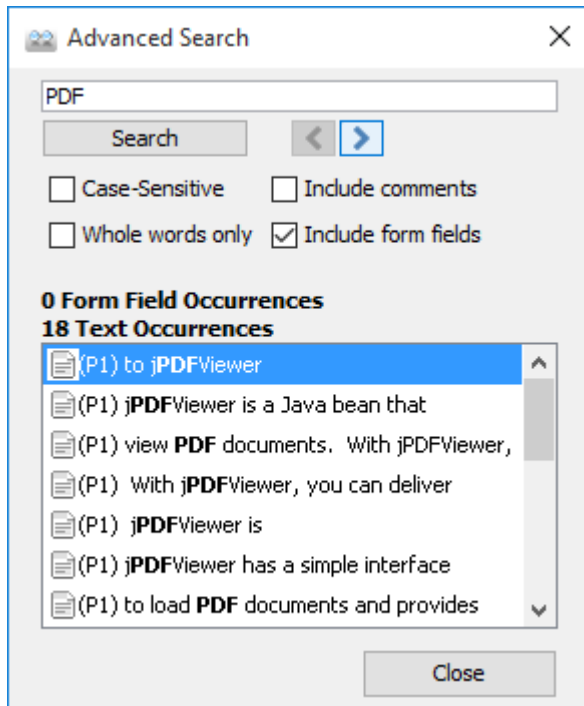 Advanced Search
PDF
Search
Case-Sensitive Include comments
Whole words only Include form fields
0 Form Field Occurrences
18 Text Occurrences
(P1) to jPDFViewer
(P1) jPDFViewer is a Java bean that
(P1) view PDF documents.  With jPDFViewer,
(P1)  With jPDFViewer, you can deliver
(P1)  jPDFViewer is
(P1) jPDFViewer has a simple interface
(P1) to load PDF documents and provides
Close